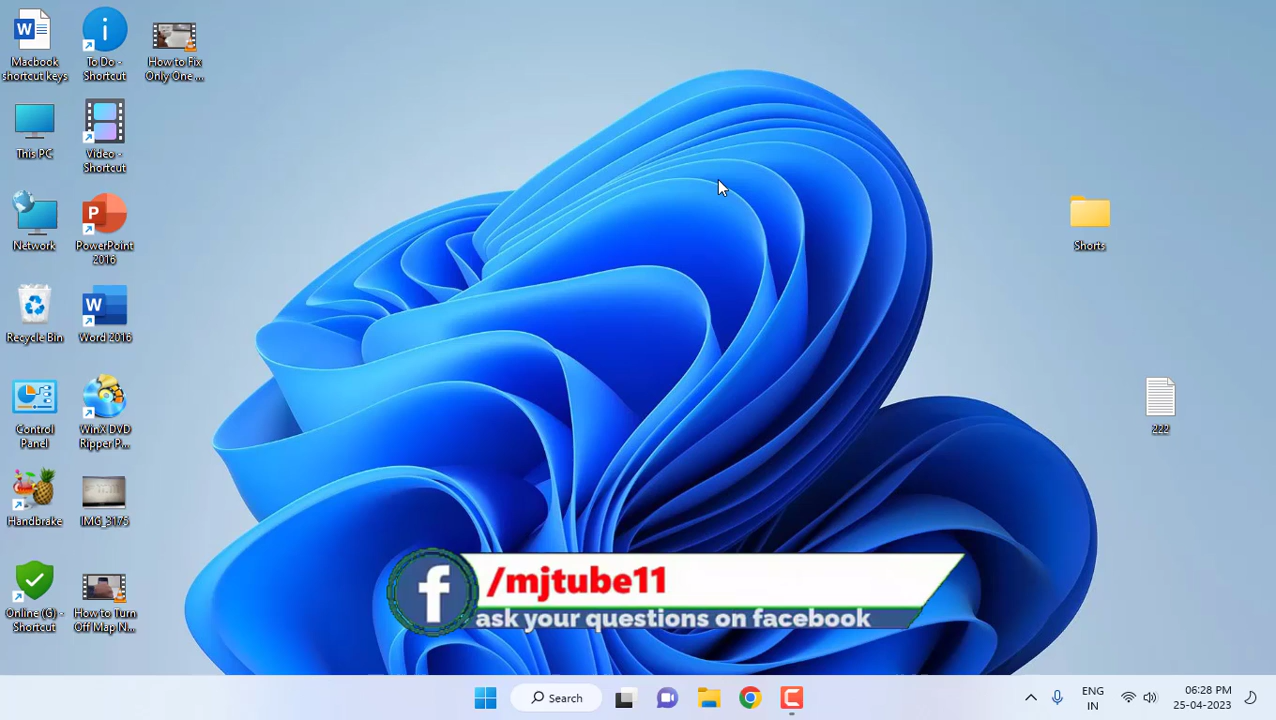 Macbook
shortcut keys
To Do -
Shortcut
How to Fix
Only One ...
This PC
Video -
Shortcut
Network
PowerPoint
2016
Recycle Bin
Word 2016
Control
Panel
WinX DVD
Ripper P...
Handbrake
IMG_3175
Online (G) -
Shortcut
How to Turn
Off Map N...
Shorts
222
/mjtube11
ask your questions on facebook
Search
ENG
IN
06:28 PM
25-04-2023